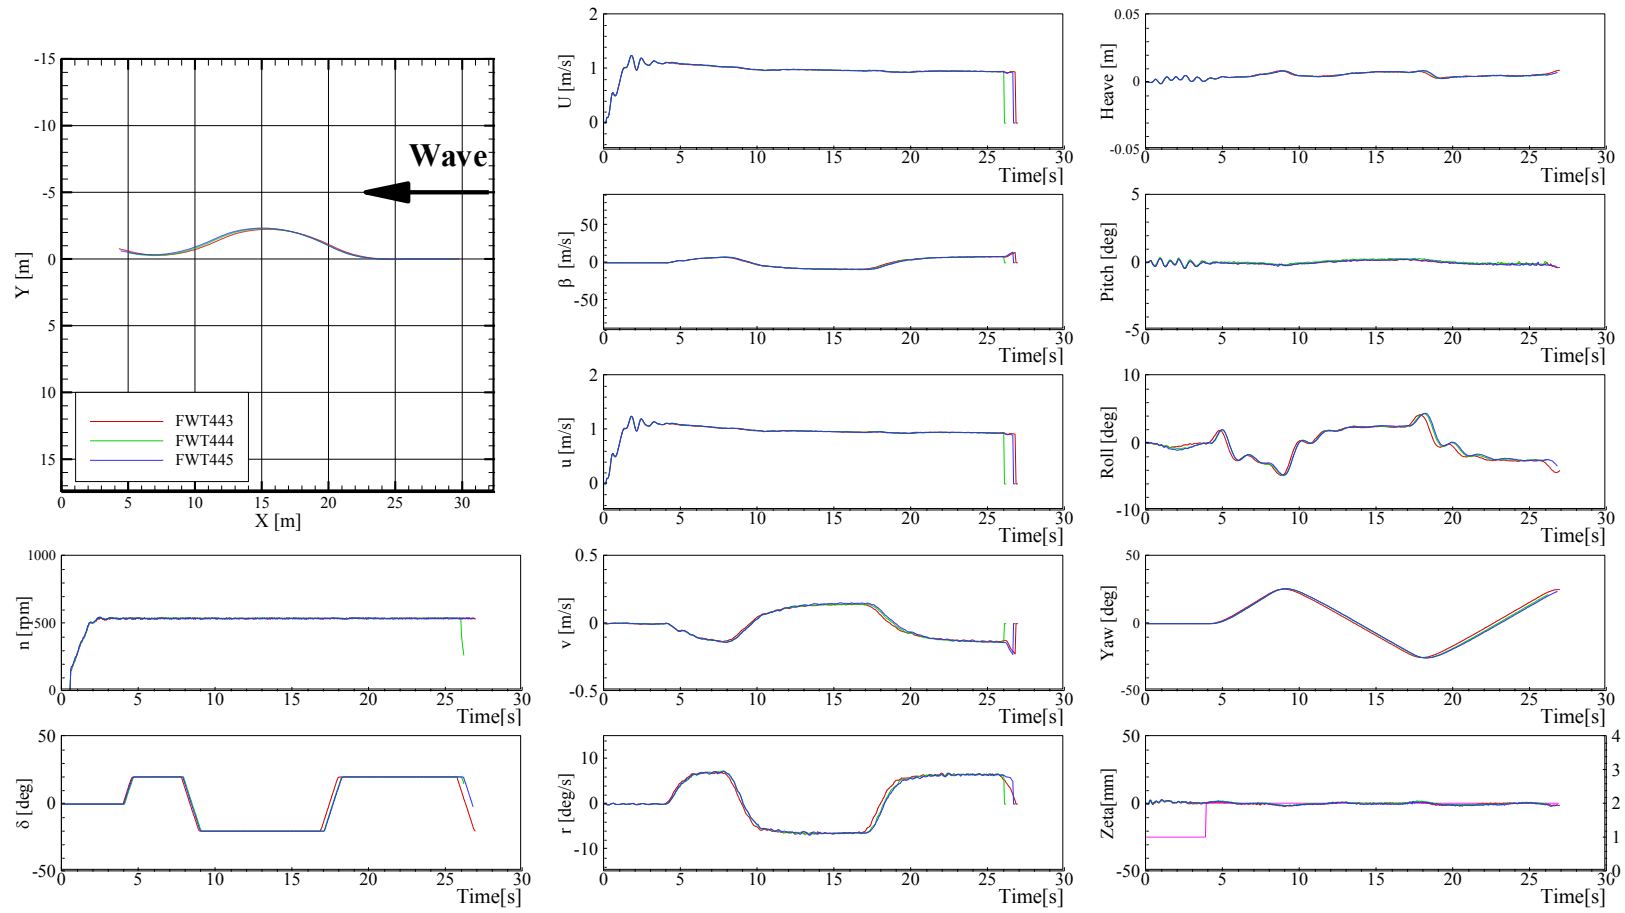 -15
-10
-5
0
5
10
15
Y [m]
Wave
FWT443
FWT444
FWT445
0 5 10 15 20 25 30
X [m]
1000
500
0
n [rpm]
0 5 10 15 20 25 30
Time[s]
50
0
-50
δ [deg]
0 5 10 15 20 25 30
Time[s]
2
1
0
U [m/s]
0 5 10 15 20 25 30
Time[s]
50
0
-50
β [m/s]
0 5 10 15 20 25 30
Time[s]
2
1
0
u [m/s]
0 5 10 15 20 25 30
Time[s]
0.5
0
-0.5
v [m/s]
0 5 10 15 20 25 30
Time[s]
10
0
-10
r [deg/s]
0 5 10 15 20 25 30
Time[s]
0.05
0
-0.05
Heave [m]
0 5 10 15 20 25 30
Time[s]
5
0
-5
Pitch [deg]
0 5 10 15 20 25 30
Time[s]
10
0
-10
Roll [deg]
0 5 10 15 20 25 30
Time[s]
50
0
-50
Yaw [deg]
0 5 10 15 20 25 30
Time[s]
50
0
-50
Zeta[mm]
4
3
2
1
0
0 5 10 15 20 25 30
Time[s]